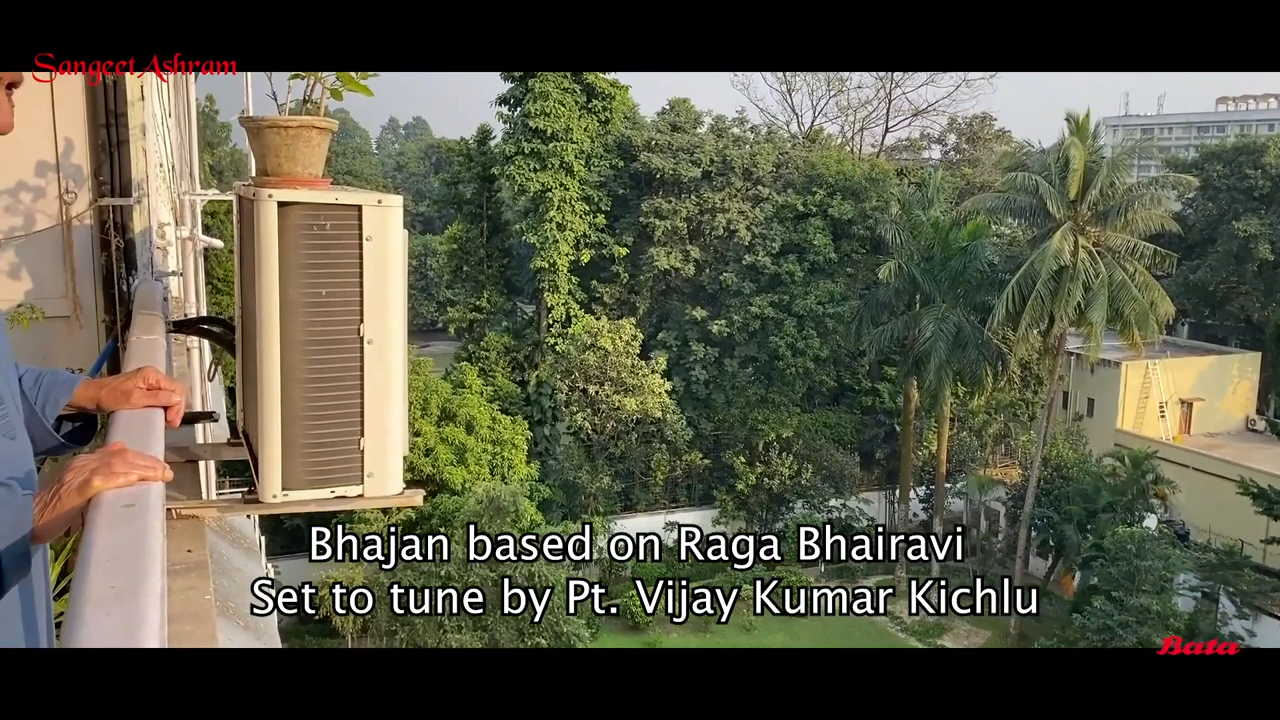 Sangeet Ashram
Bhajan based on Raga Bhairavi
Set to tune by Pt. Vijay Kumar Kichlu
Bata